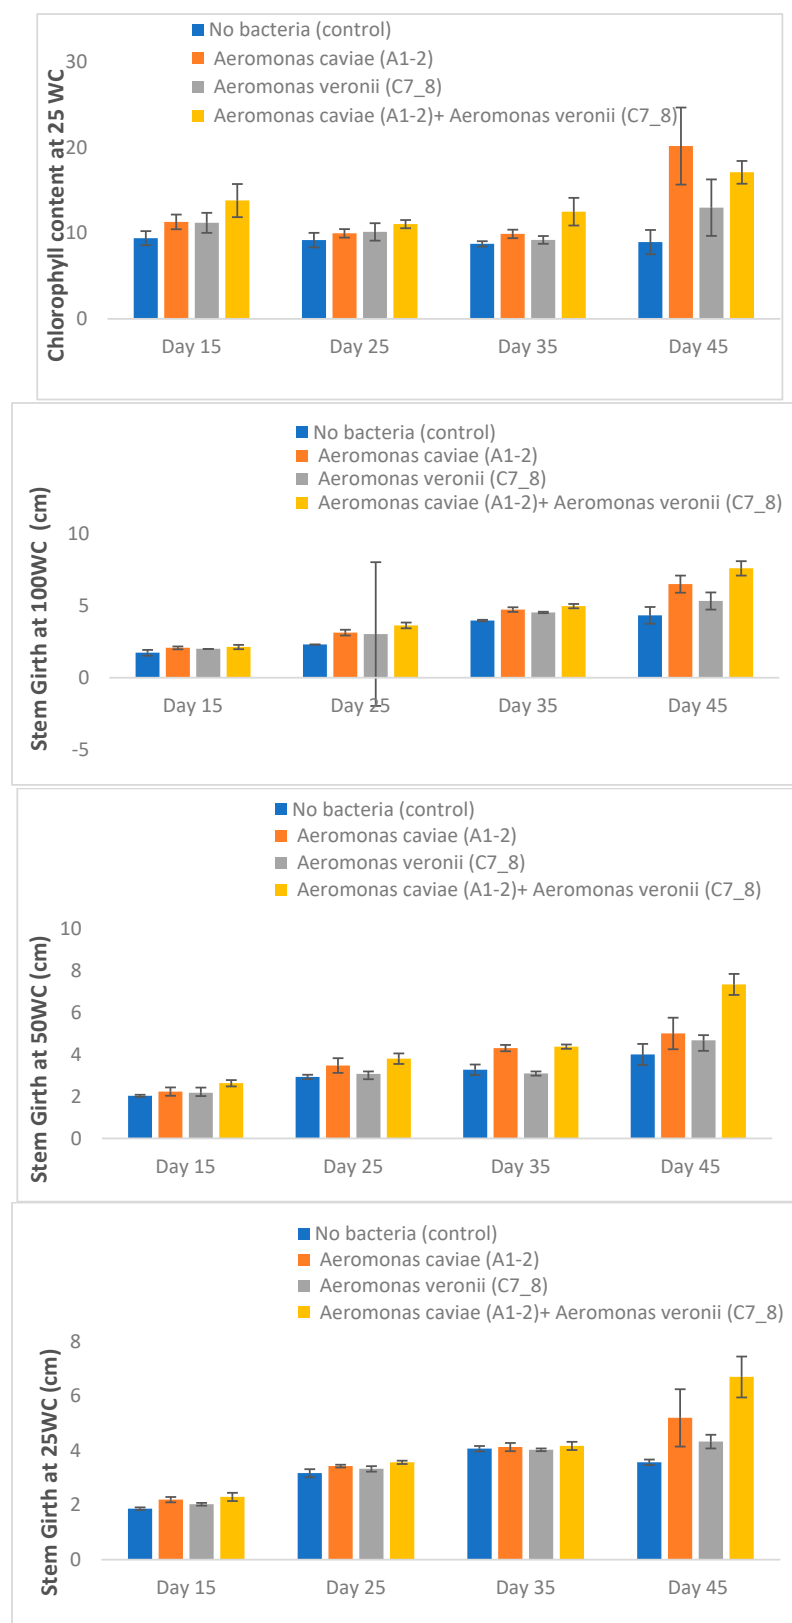 No bacteria (control)
Aeromonas caviae (A1-2)
Aeromonas veronii (C7_8)
Aeromonas caviae (A1-2)+ Aeromonas veronii (C7_8)
Chlorophyll content at 25 WC
30
20
10
0
Day 15 Day 25 Day 35 Day 45
No bacteria (control)
Aeromonas caviae (A1-2)
Aeromonas veronii (C7_8)
Aeromonas caviae (A1-2)+ Aeromonas veronii (C7_8)
Stem Girth at 100WC (cm)
10
5
0
Day 15 Day 25 Day 35 Day 45
-5
No bacteria (control)
Aeromonas caviae (A1-2)
Aeromonas veronii (C7_8)
Aeromonas caviae (A1-2)+ Aeromonas veronii (C7_8)
Stem Girth at 50WC (cm)
10
8
6
4
2
0
Day 15 Day 25 Day 35 Day 45
No bacteria (control)
Aeromonas caviae (A1-2)
Aeromonas veronii (C7_8)
Aeromonas caviae (A1-2)+ Aeromonas veronii (C7_8)
Stem Girth at 25WC (cm)
8
6
4
2
0
Day 15 Day 25 Day 35 Day 45